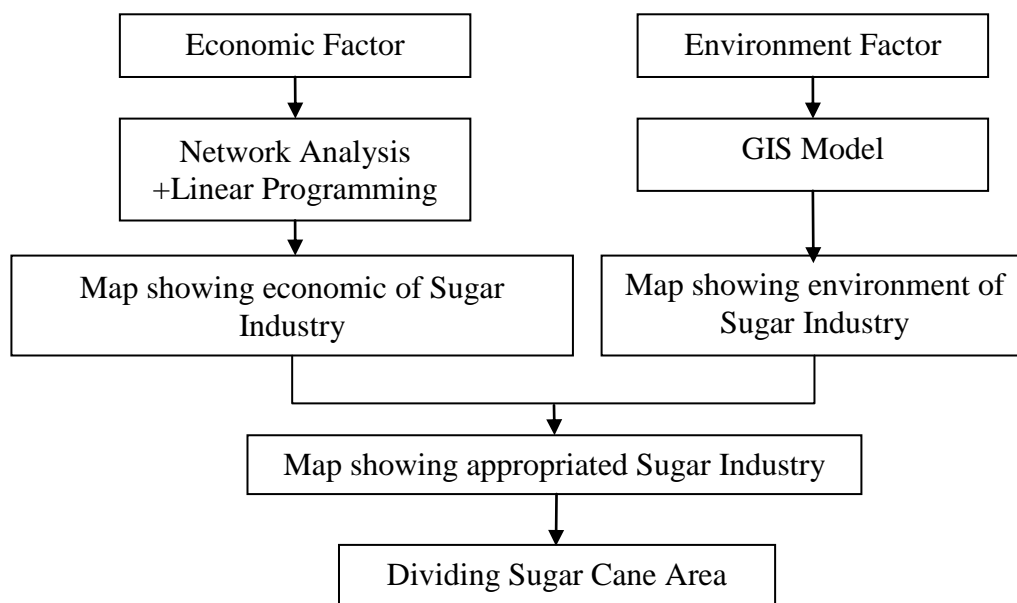 Economic Factor
Environment Factor
Network Analysis
+Linear Programming
GIS Model
Map showing economic of Sugar
Industry
Map showing environment of
Sugar Industry
Map showing appropriated Sugar Industry
Dividing Sugar Cane Area